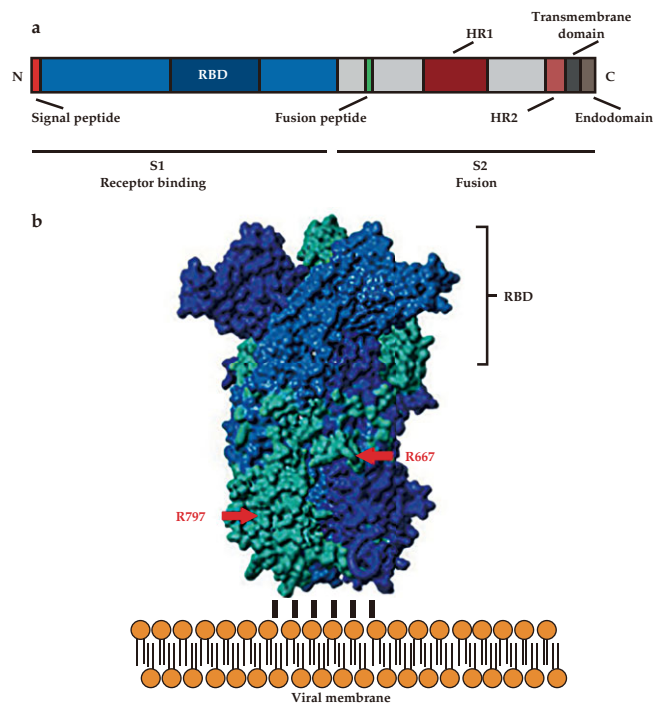 a
Transmembrane
domain
HR1
N
RBD
C
Signal peptide
Fusion peptide
HR2
Endodomain
S1
Receptor binding
S2
Fusion
b
RBD
R667
R797
Viral membrane